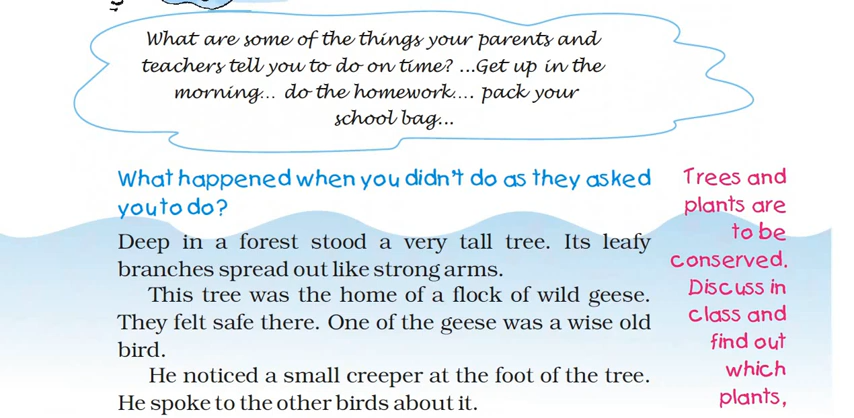 What are some of the things your parents and
teachers tell you to do on time? ...Get up in the
morning... do the homework.... pack your
school bag...
What happened when you didn't do as they asked
you to do?
Deep in a forest stood a very tall tree. Its leafy
branches spread out like strong arms.
This tree was the home of a flock of wild geese.
They felt safe there. One of the geese was a wise old
bird.
He noticed a small creeper at the foot of the tree.
He spoke to the other birds about it.
Trees and
plants are
to be
conserved.
Discuss in
class and
find out
which
plants,